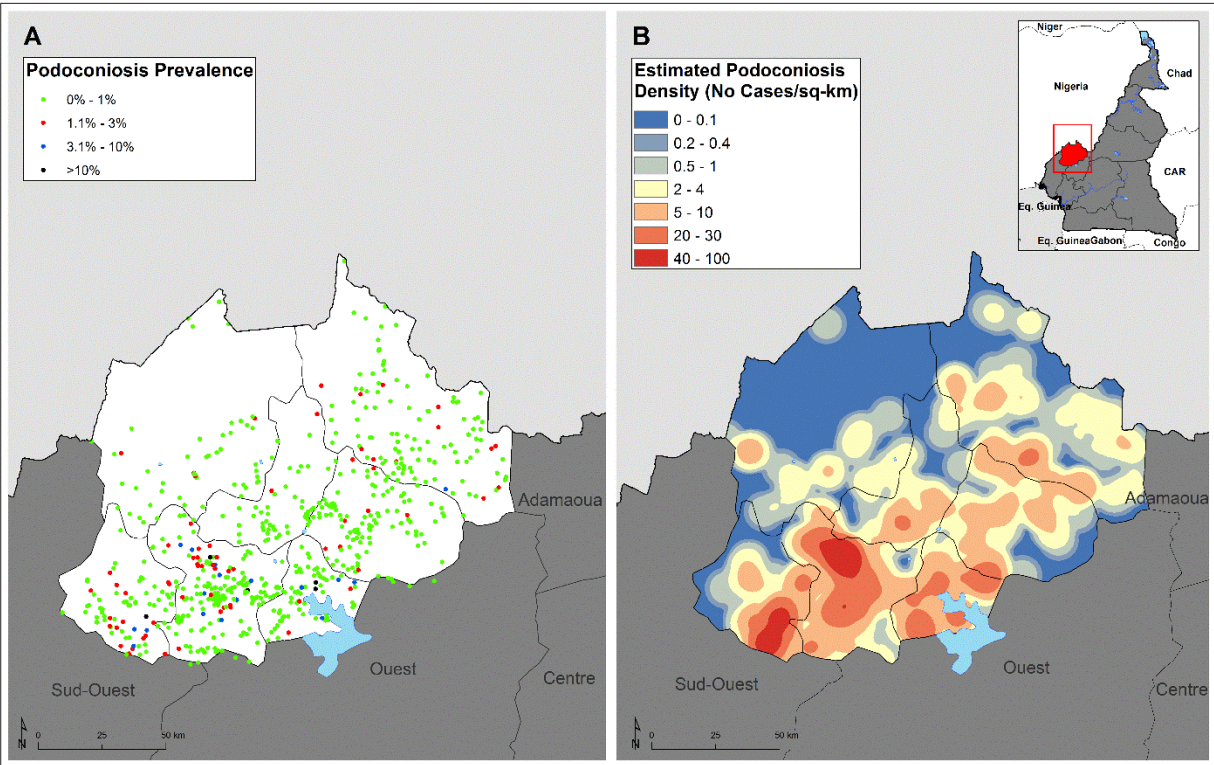 A
Podoconiosis Prevalence
0% - 1%
1.1% - 3%
3.1% - 10%
>10%
Adamaoua
Sud-Ouest
Ouest
Centre
N
0 25 50 km
B
Estimated Podoconiosis
Density (No Cases/sq-km)
0 - 0.1
0.2 - 0.4
0.5 - 1
2 - 4
5 - 10
20 - 30
40 - 100
Niger
Nigeria
Chad
CAR
Eq. Guinea
Eq. GuineaGabon
Congo
Adamaoua
Sud-Ouest
Ouest
Centre
N
0 25 50 km